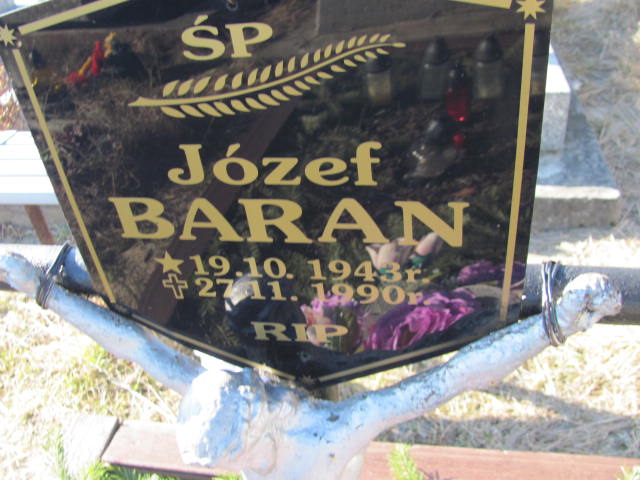 ŚP
Józef
BARAN
19.10. 1943r.
27.11. 1990r.
RIP